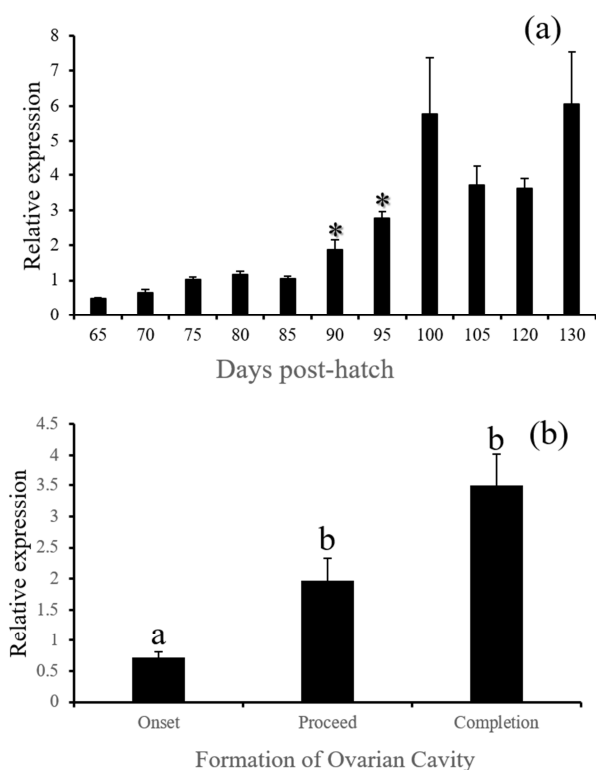 (a)
8
7
6
5
4
3
2
1
0
Relative expression
* *
65 70 75 80 85 90 95 100 105 120 130
Days post-hatch
(b)
4.5
4
3.5
3
2.5
2
1.5
1
0.5
0
Relative expression
a b b
Onset Proceed Completion
Formation of Ovarian Cavity